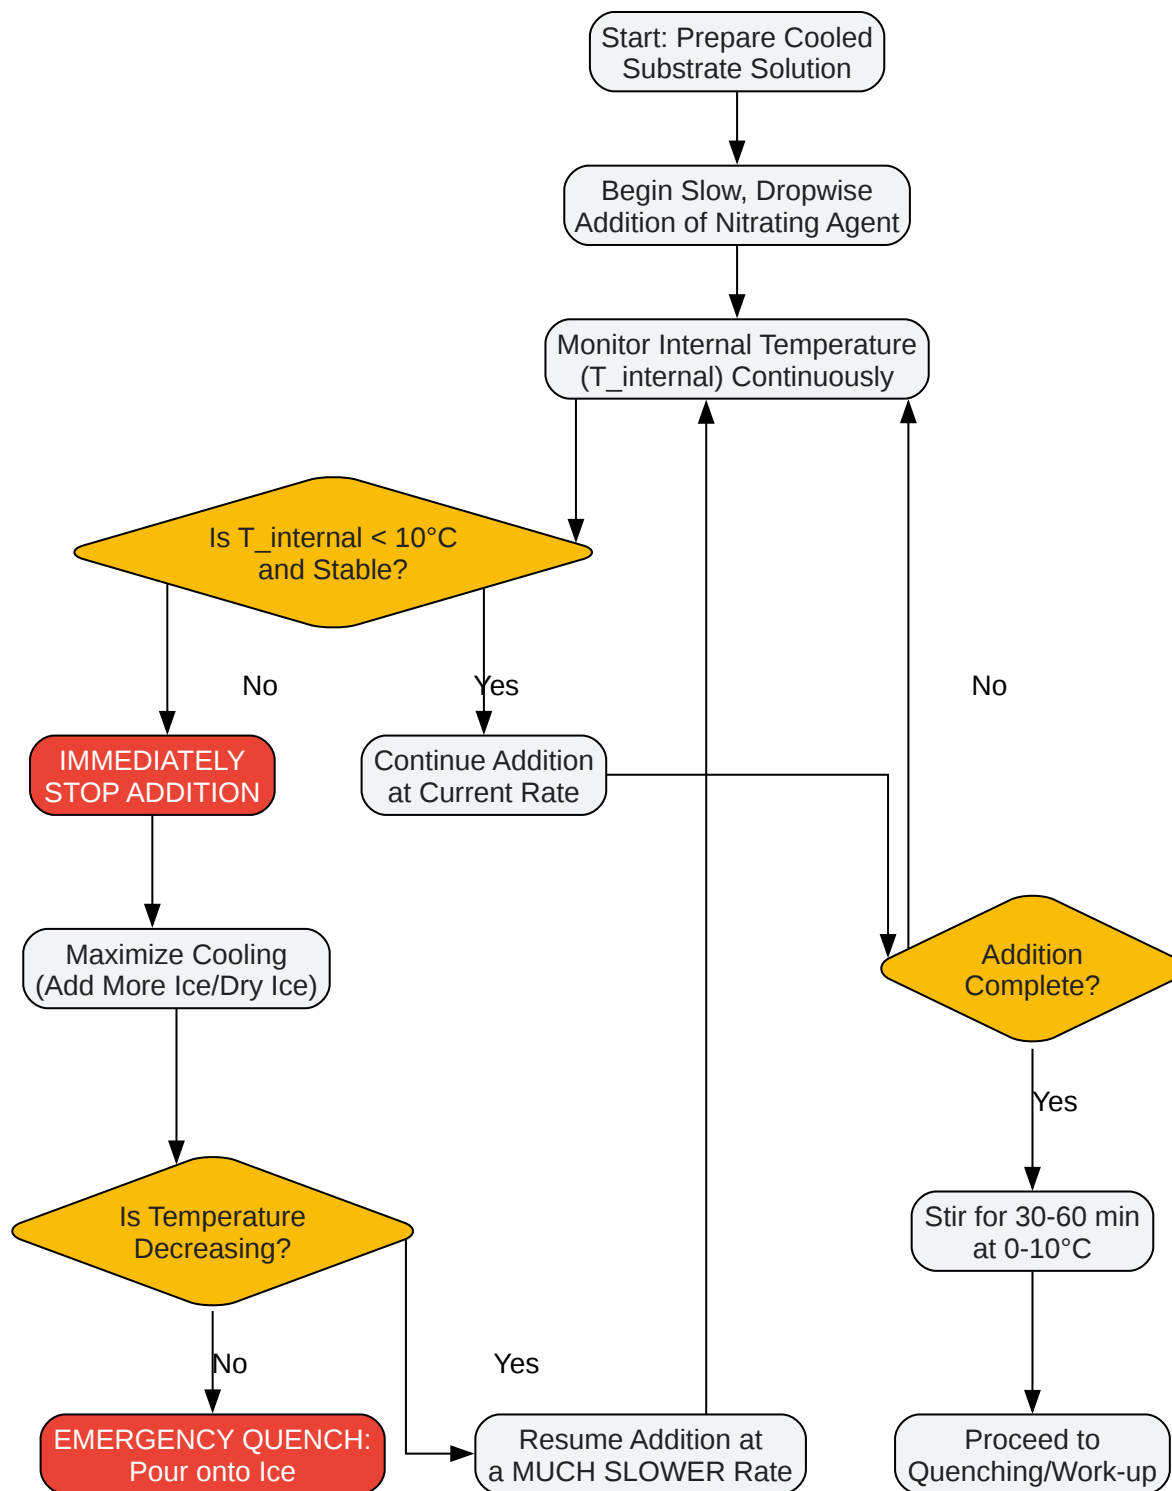 Start: Prepare Cooled
Substrate Solution
Begin Slow, Dropwise
Addition of Nitrating Agent
Monitor Internal Temperature
(T_internal) Continuously
Is T_internal < 10°C
and Stable?
No
Yes
No
IMMEDIATELY
STOP ADDITION
Continue Addition
at Current Rate
Maximize Cooling
(Add More Ice/Dry Ice)
Addition
Complete?
Yes
Is Temperature
Decreasing?
Stir for 30-60 min
at 0-10°C
No
Yes
EMERGENCY QUENCH:
Pour onto Ice
Resume Addition at
a MUCH SLOWER Rate
Proceed to
Quenching/Work-up